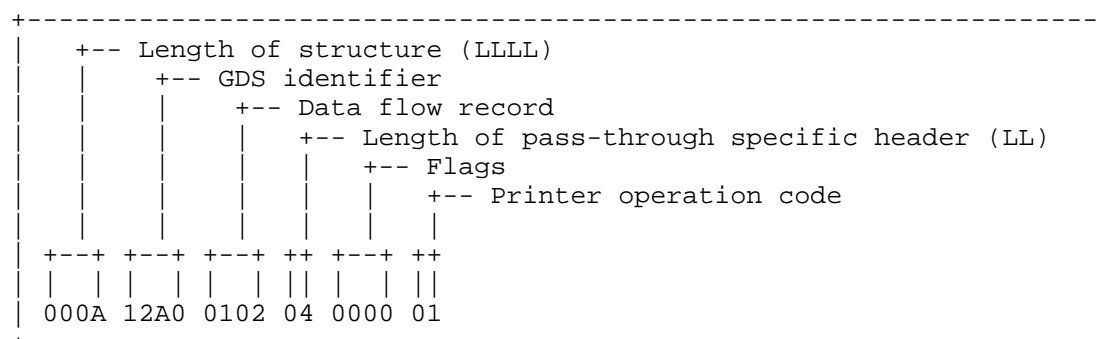 +-- Length of structure (LLLL)
+-- GDS identifier
+-- Data flow record
+-- Length of pass-through specific header (LL)
+-- Flags
+-- Printer operation code
+--+ +--+ +--+ ++ +--+ ++
000A 12A0 0102 04 0000 01